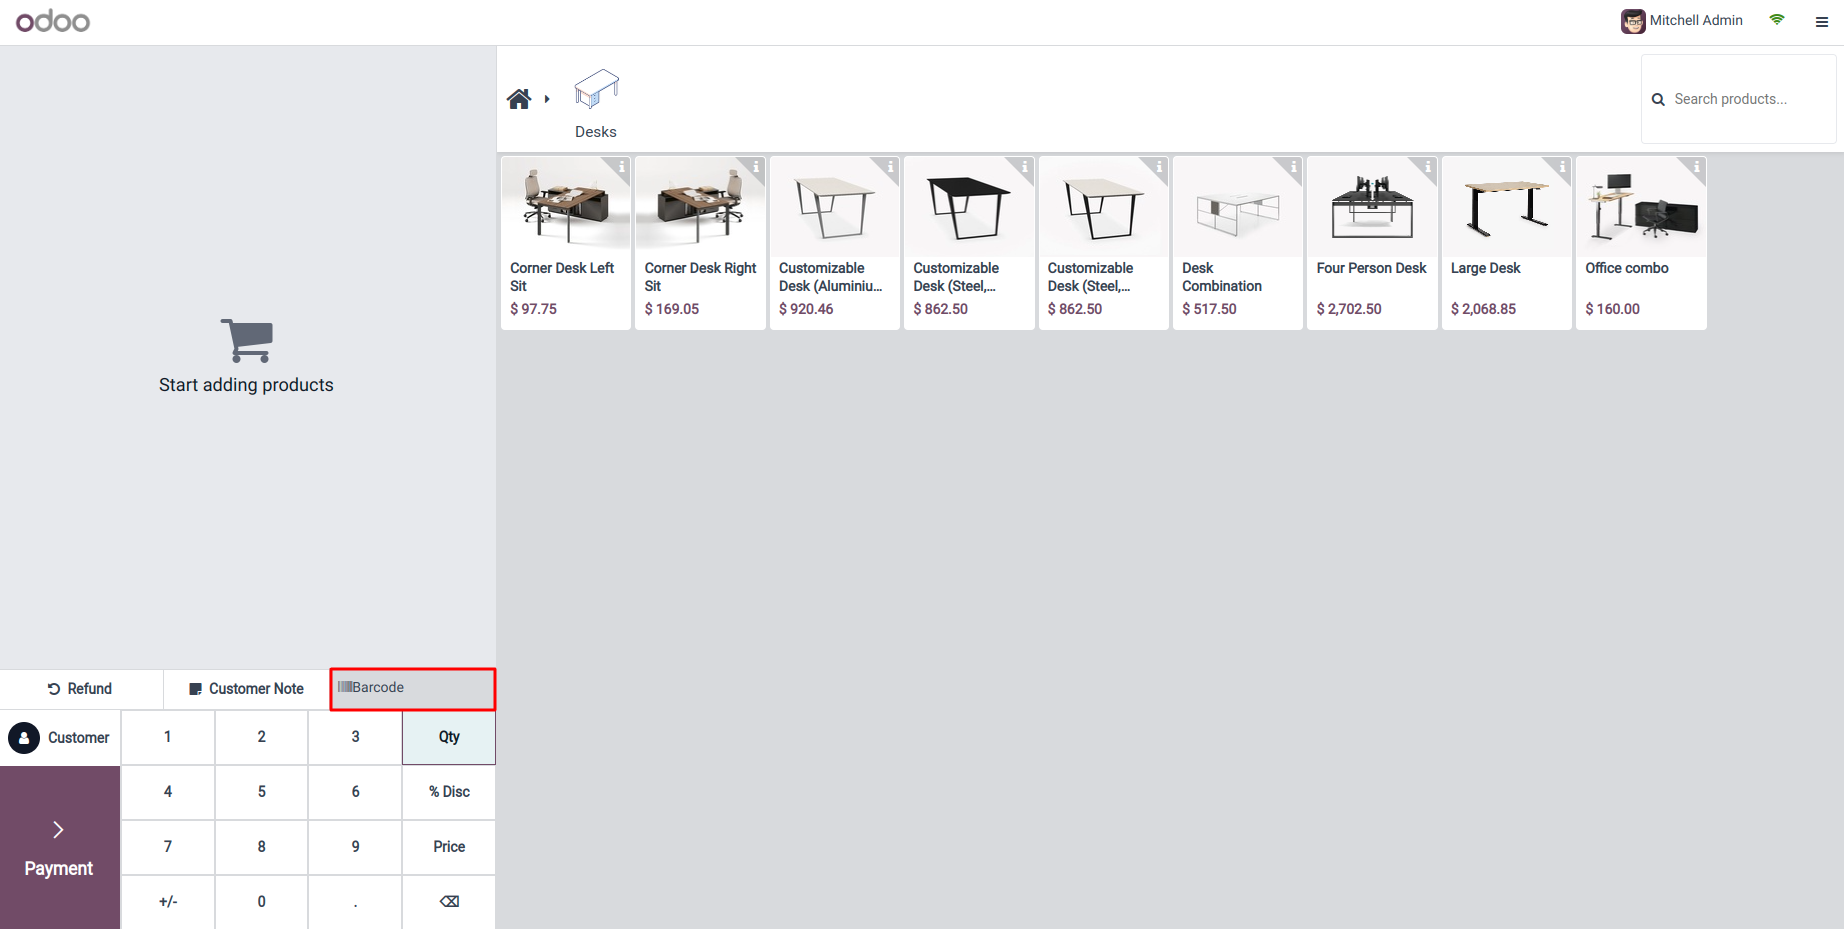 odoo
Mitchell Admin
Desks
Search products...
Corner Desk Left
Sit
$ 97.75
Corner Desk Right
Sit
$ 169.05
Customizable
Desk (Aluminiu...
$ 920.46
Customizable
Desk (Steel,...
$ 862.50
Customizable
Desk (Steel,...
$ 862.50
Desk
Combination
$ 517.50
Four Person Desk
$ 2,702.50
Large Desk
$ 2,068.85
Office combo
$ 160.00
Start adding products
Refund
Customer Note
Barcode
Customer
1
2
3
Qty
4
5
6
% Disc
7
8
9
Price
Payment
+/-
0
.